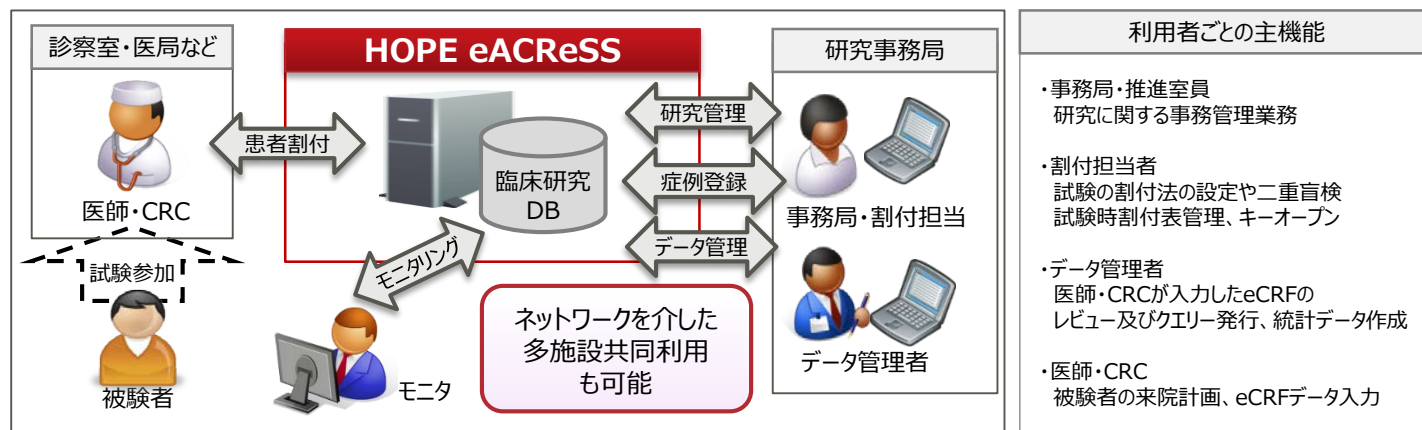 診察室・医局など
HOPE eACReSS
研究事務局
患者割付
臨床研究
DB
研究管理
症例登録
データ管理
医師・CRC
事務局・割付担当
試験参加
モニタリング
被験者
モニタ
ネットワークを介した
多施設共同利用
も可能
データ管理者
利用者ごとの主機能
・事務局・推進室員
研究に関する事務管理業務
・割付担当者
試験の割付法の設定や二重盲検
試験時割付表管理、キーオープン
・データ管理者
医師・CRCが入力したeCRFの
レビュー及びクエリー発行、統計データ作成
・医師・CRC
被験者の来院計画、eCRFデータ入力